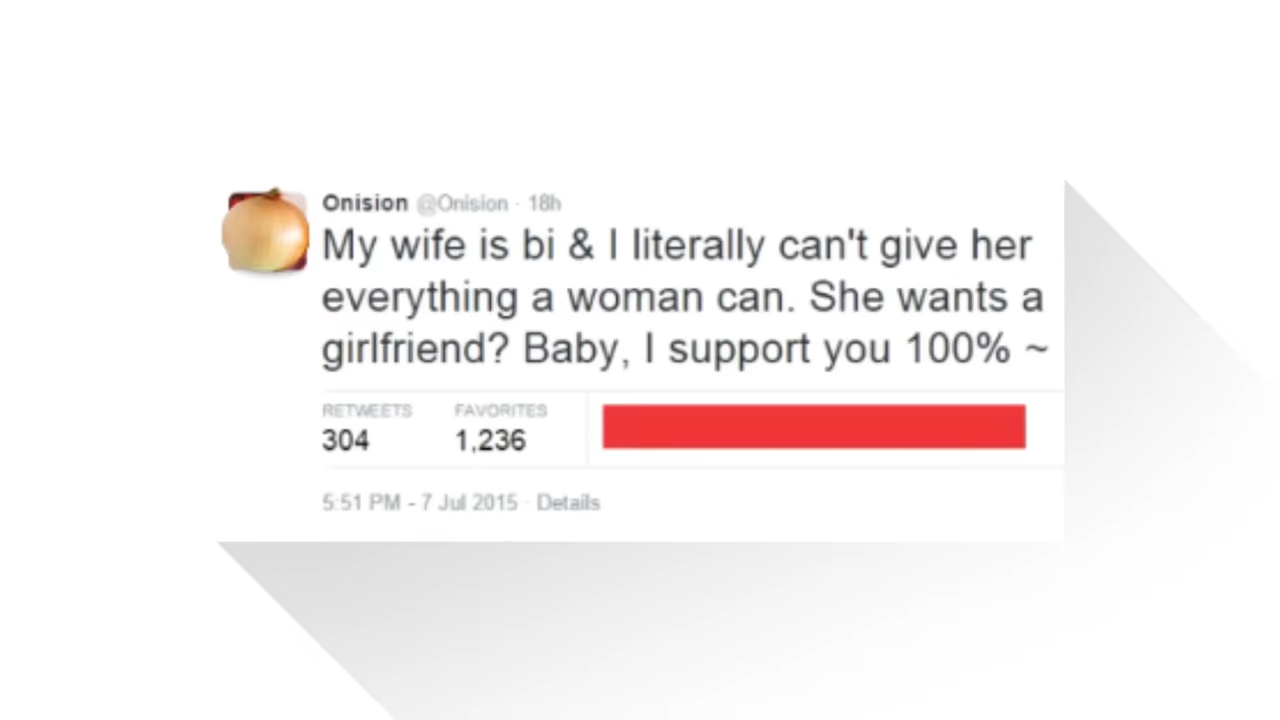 Onision @Onision · 18h
My wife is bi & I literally can't give her
everything a woman can. She wants a
girlfriend? Baby, I support you 100% ~
RETWEETS FAVORITES
304 1,236
5:51 PM - 7 Jul 2015 · Details